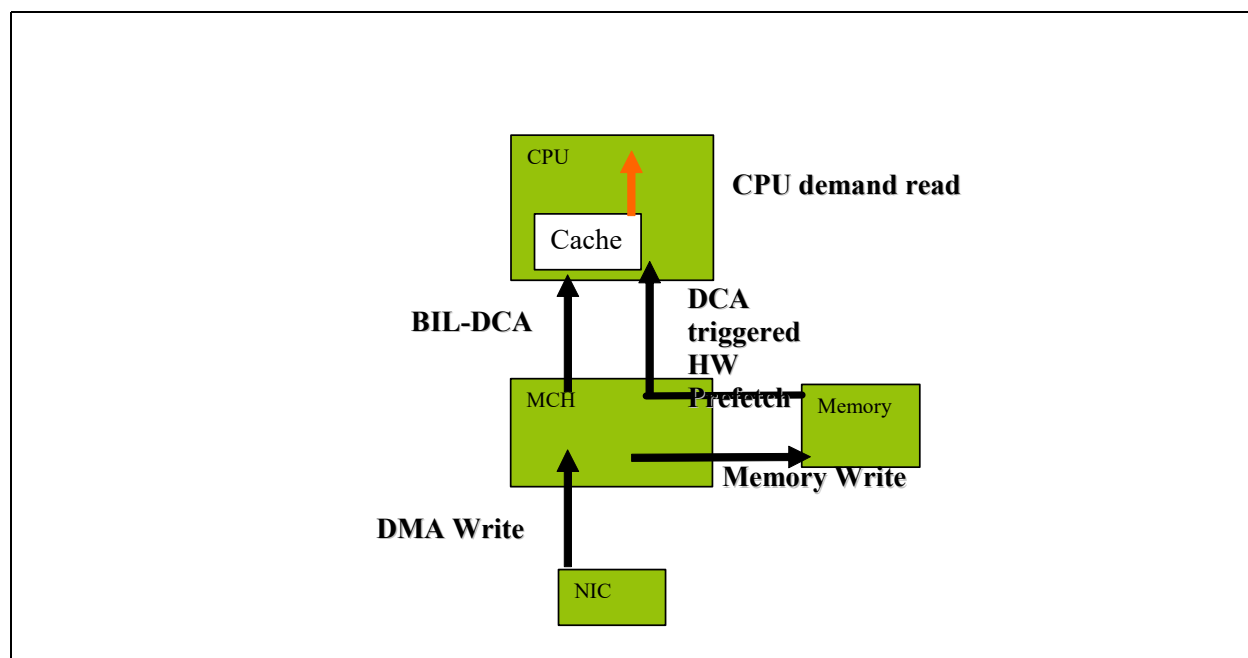 CPU
CPU demand read
Cache
BIL-DCA
DCA
triggered
HW
Prefetch
MCH
Memory
Memory Write
DMA Write
NIC